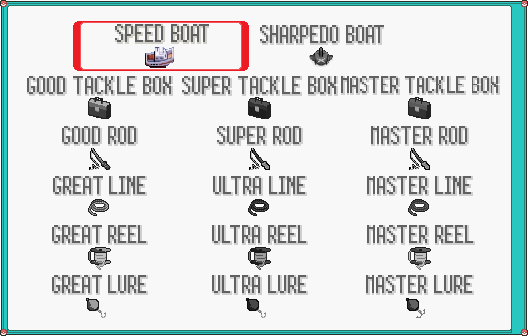 SPEED BOAT SHARPEDO BOAT
GOOD TACKLE BOX SUPER TACKLE BOX MASTER TACKLE BOX
GOOD ROD SUPER ROD MASTER ROD
GREAT LINE ULTRA LINE MASTER LINE
GREAT REEL ULTRA REEL MASTER REEL
GREAT LURE ULTRA LURE MASTER LURE